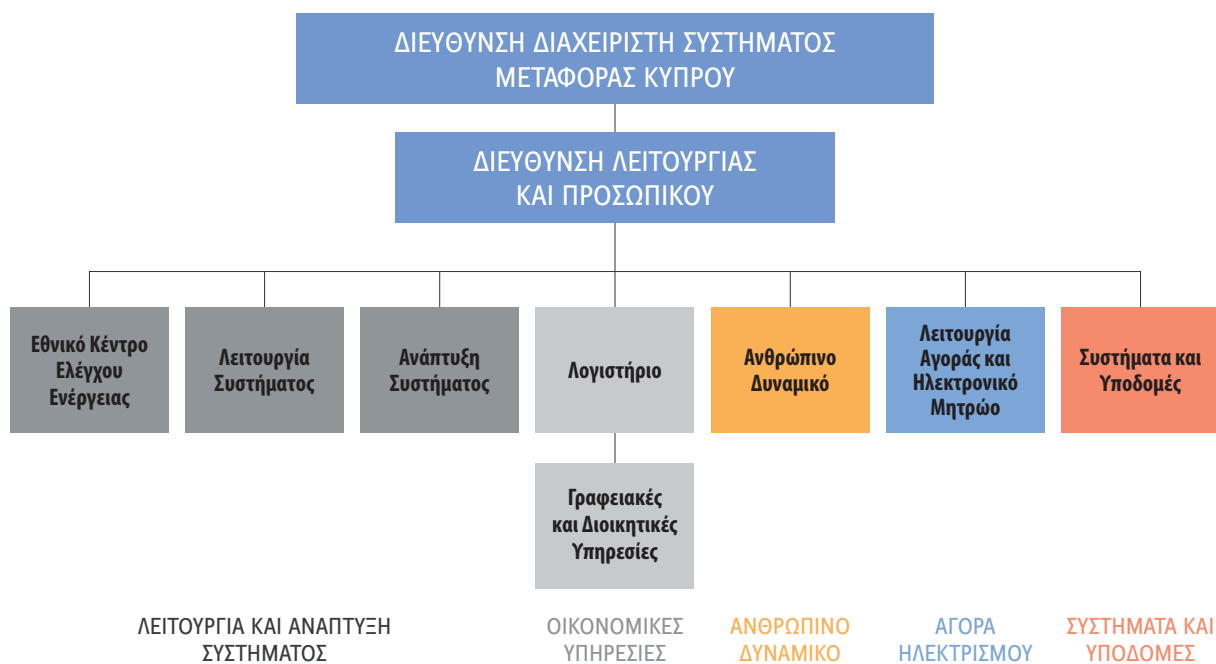 ΔΙΕΥΘΥΝΣΗ ΔΙΑΧΕΙΡΙΣΤΗ ΣΥΣΤΗΜΑΤΟΣ
ΜΕΤΑΦΟΡΑΣ ΚΥΠΡΟΥ
ΔΙΕΥΘΥΝΣΗ ΛΕΙΤΟΥΡΓΙΑΣ
ΚΑΙ ΠΡΟΣΩΠΙΚΟΥ
Εθνικό Κέντρο
Ελέγχου
Ενέργειας
Λειτουργία
Συστήματος
Ανάπτυξη
Συστήματος
Λογιστήριο
Ανθρώπινο
Δυναμικό
Λειτουργία
Αγοράς και
Ηλεκτρονικό
Μητρώο
Συστήματα και
Υποδομές
Γραφειακές
και Διοικητικές
Υπηρεσίες
ΛΕΙΤΟΥΡΓΙΑ ΚΑΙ ΑΝΑΠΤΥΞΗ
ΣΥΣΤΗΜΑΤΟΣ
ΟΙΚΟΝΟΜΙΚΕΣ
ΥΠΗΡΕΣΙΕΣ
ΑΝΘΡΩΠΙΝΟ
ΔΥΝΑΜΙΚΟ
ΑΓΟΡΑ
ΗΛΕΚΤΡΙΣΜΟΥ
ΣΥΣΤΗΜΑΤΑ ΚΑΙ
ΥΠΟΔΟΜΕΣ